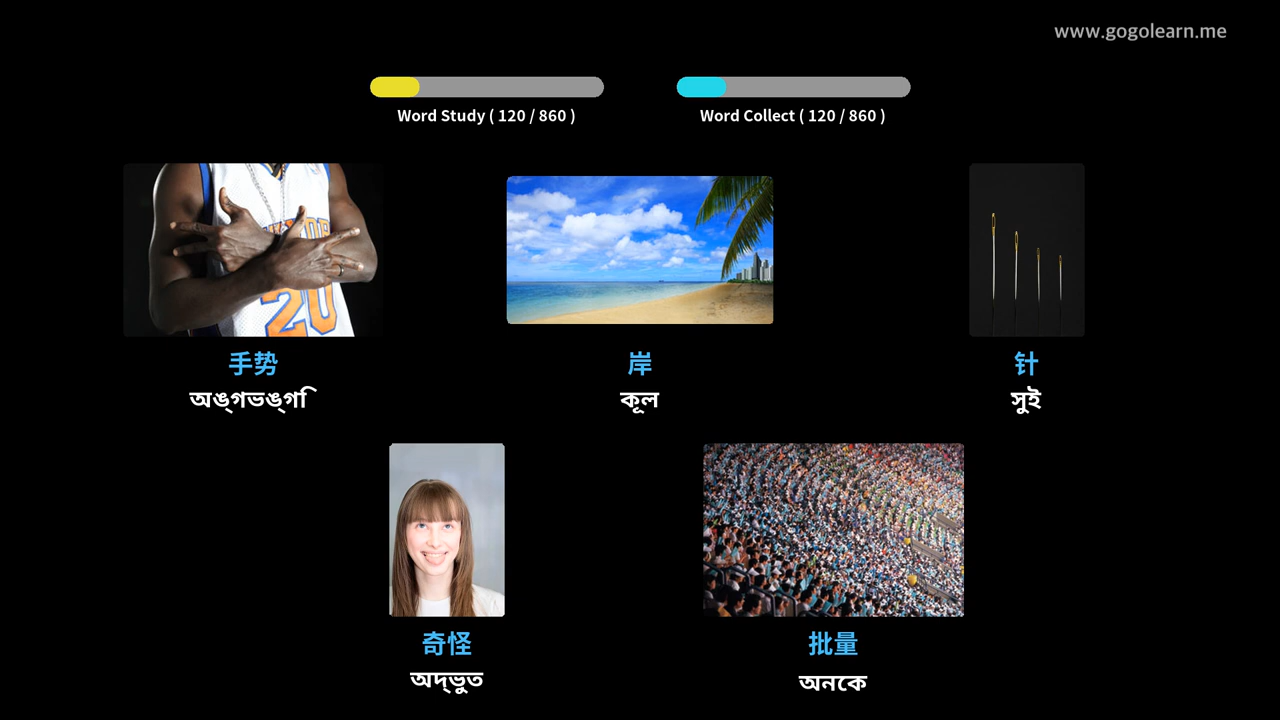 www.gogolearn.me
Word Study ( 120 / 860 )
Word Collect ( 120 / 860 )
20
手势
岸
针
অঙ্গভঙ্গি
কূল
সুই
奇怪
批量
অদ্ভুত
অনেক